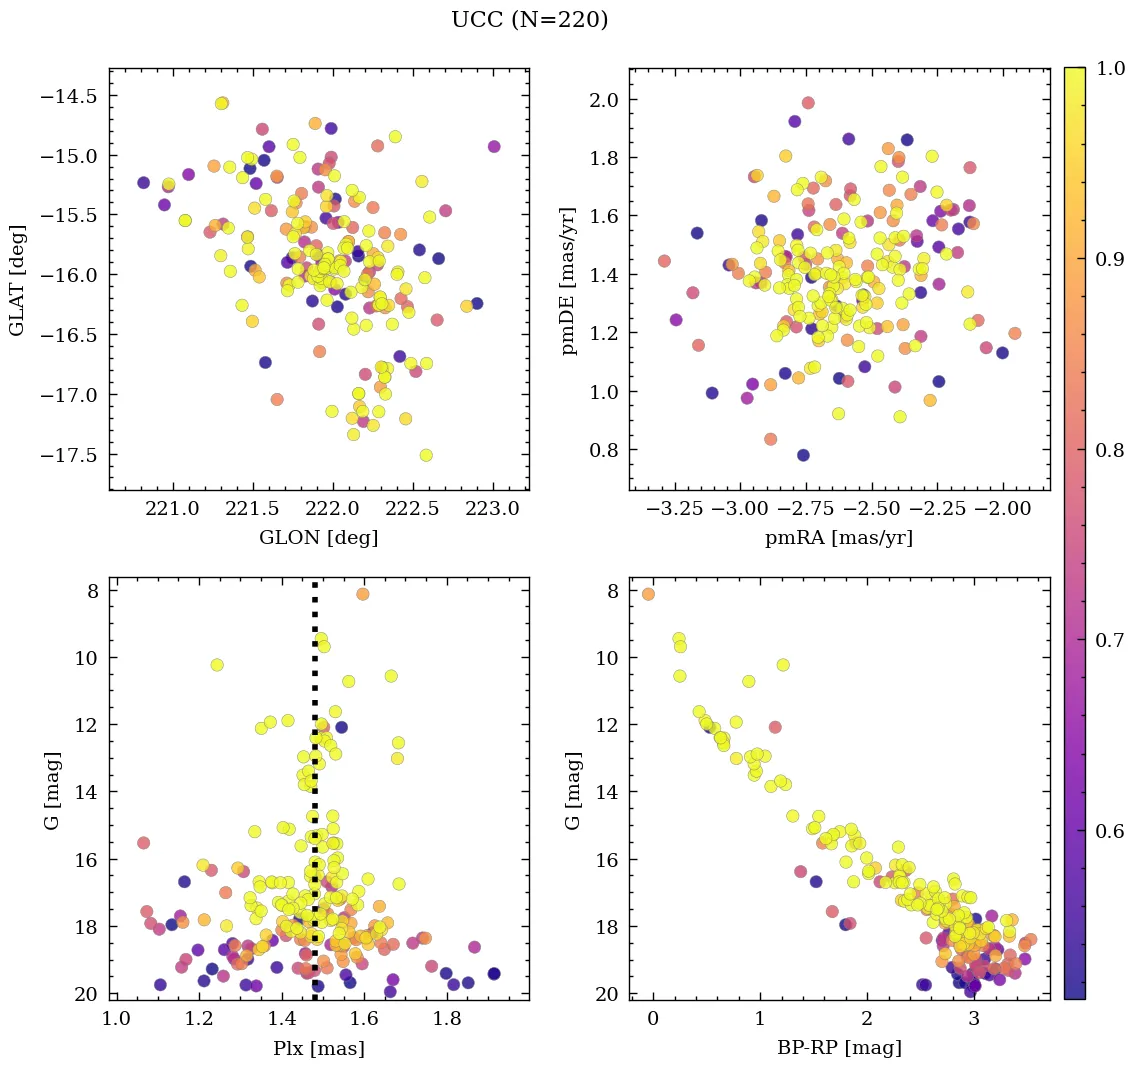 UCC (N=220)
−14.5
−15.0
−15.5
−16.0
−16.5
−17.0
−17.5
GLAT [deg]
221.0 221.5 222.0 222.5 223.0
GLON [deg]
2.0
1.8
1.6
1.4
1.2
1.0
0.8
pmDE [mas/yr]
−3.25 −3.00 −2.75 −2.50 −2.25 −2.00
pmRA [mas/yr]
1.0
0.9
0.8
0.7
0.6
8
10
12
14
16
18
20
G [mag]
1.0 1.2 1.4 1.6 1.8
Plx [mas]
8
10
12
14
16
18
20
G [mag]
0 1 2 3
BP-RP [mag]